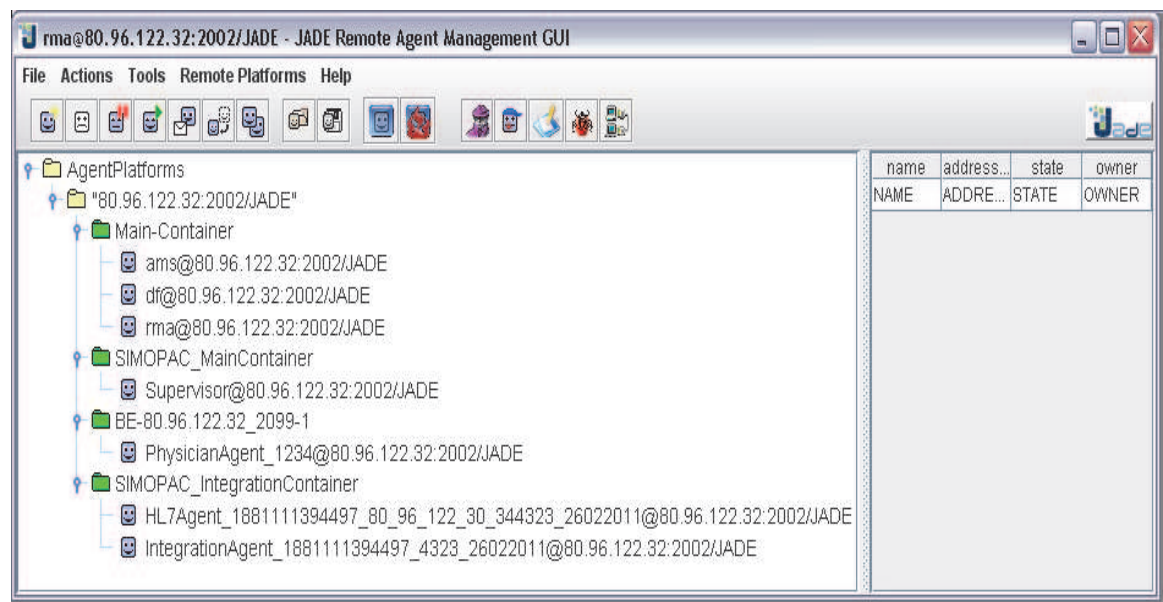 rma@80.96.122.32:2002/JADE - JADE Remote Agent Management GUI
File Actions Tools Remote Platforms Help
Jade
AgentPlatforms
"80.96.122.32:2002/JADE"
Main-Container
ams@80.96.122.32:2002/JADE
df@80.96.122.32:2002/JADE
rma@80.96.122.32:2002/JADE
SIMOPAC_MainContainer
Supervisor@80.96.122.32:2002/JADE
BE-80.96.122.32_2099-1
PhysicianAgent_1234@80.96.122.32:2002/JADE
SIMOPAC_IntegrationContainer
HL7Agent_1881111394497_80_96_122_30_344323_26022011@80.96.122.32:2002/JADE
IntegrationAgent_1881111394497_4323_26022011@80.96.122.32:2002/JADE
name address... state owner
NAME ADDRE... STATE OWNER